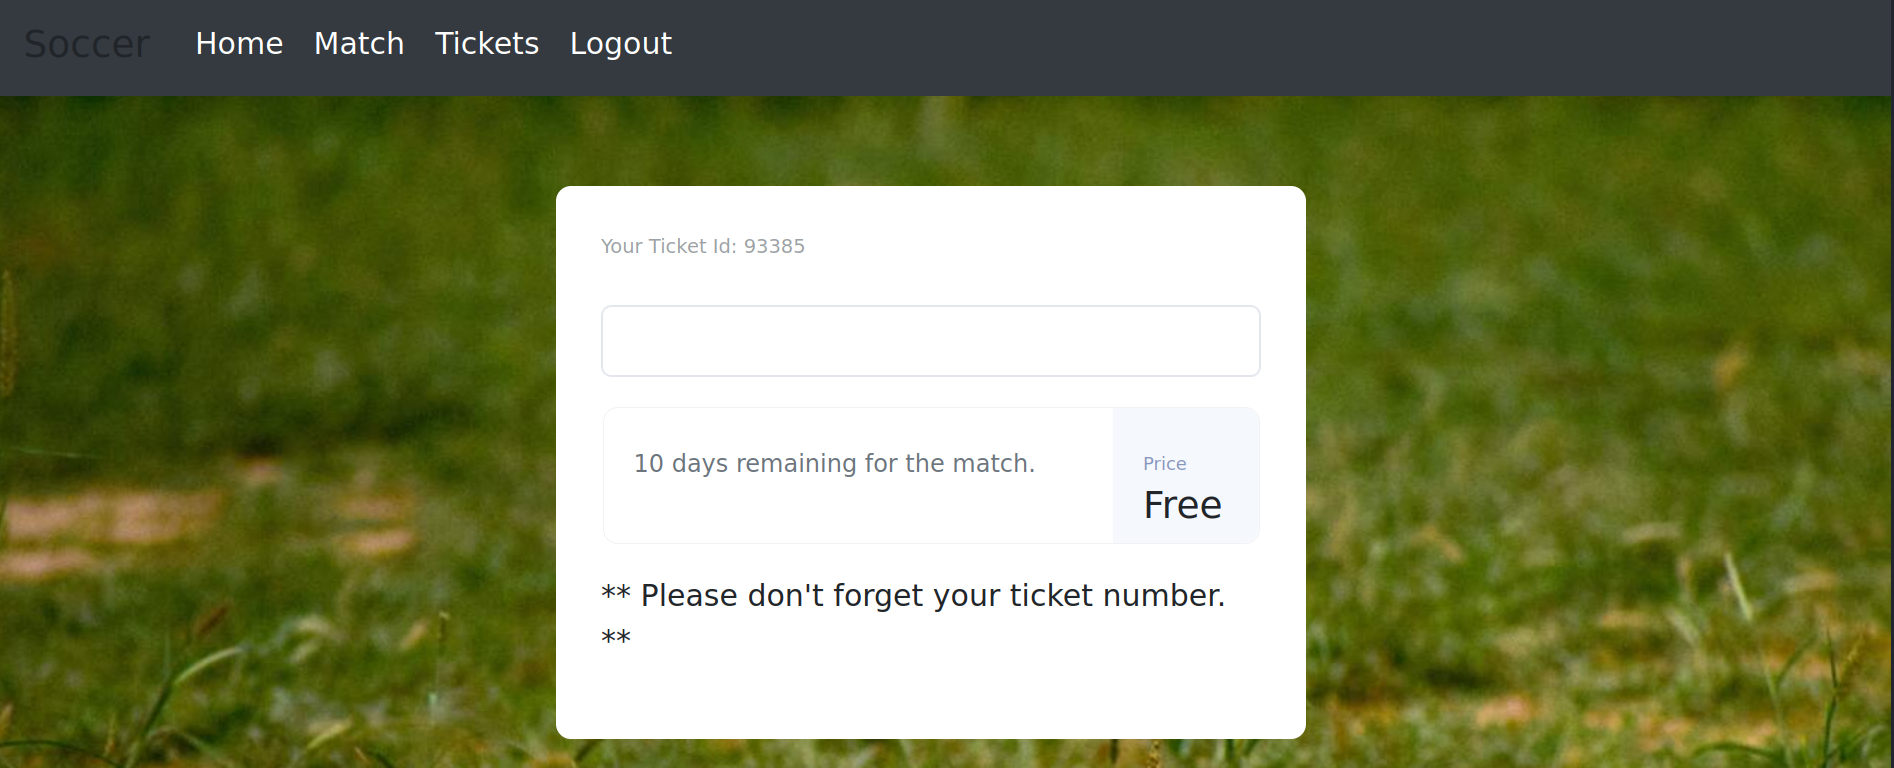 Soccer Home Match Tickets Logout
Your Ticket Id: 93385
10 days remaining for the match.
Price
Free
** Please don't forget your ticket number.
**